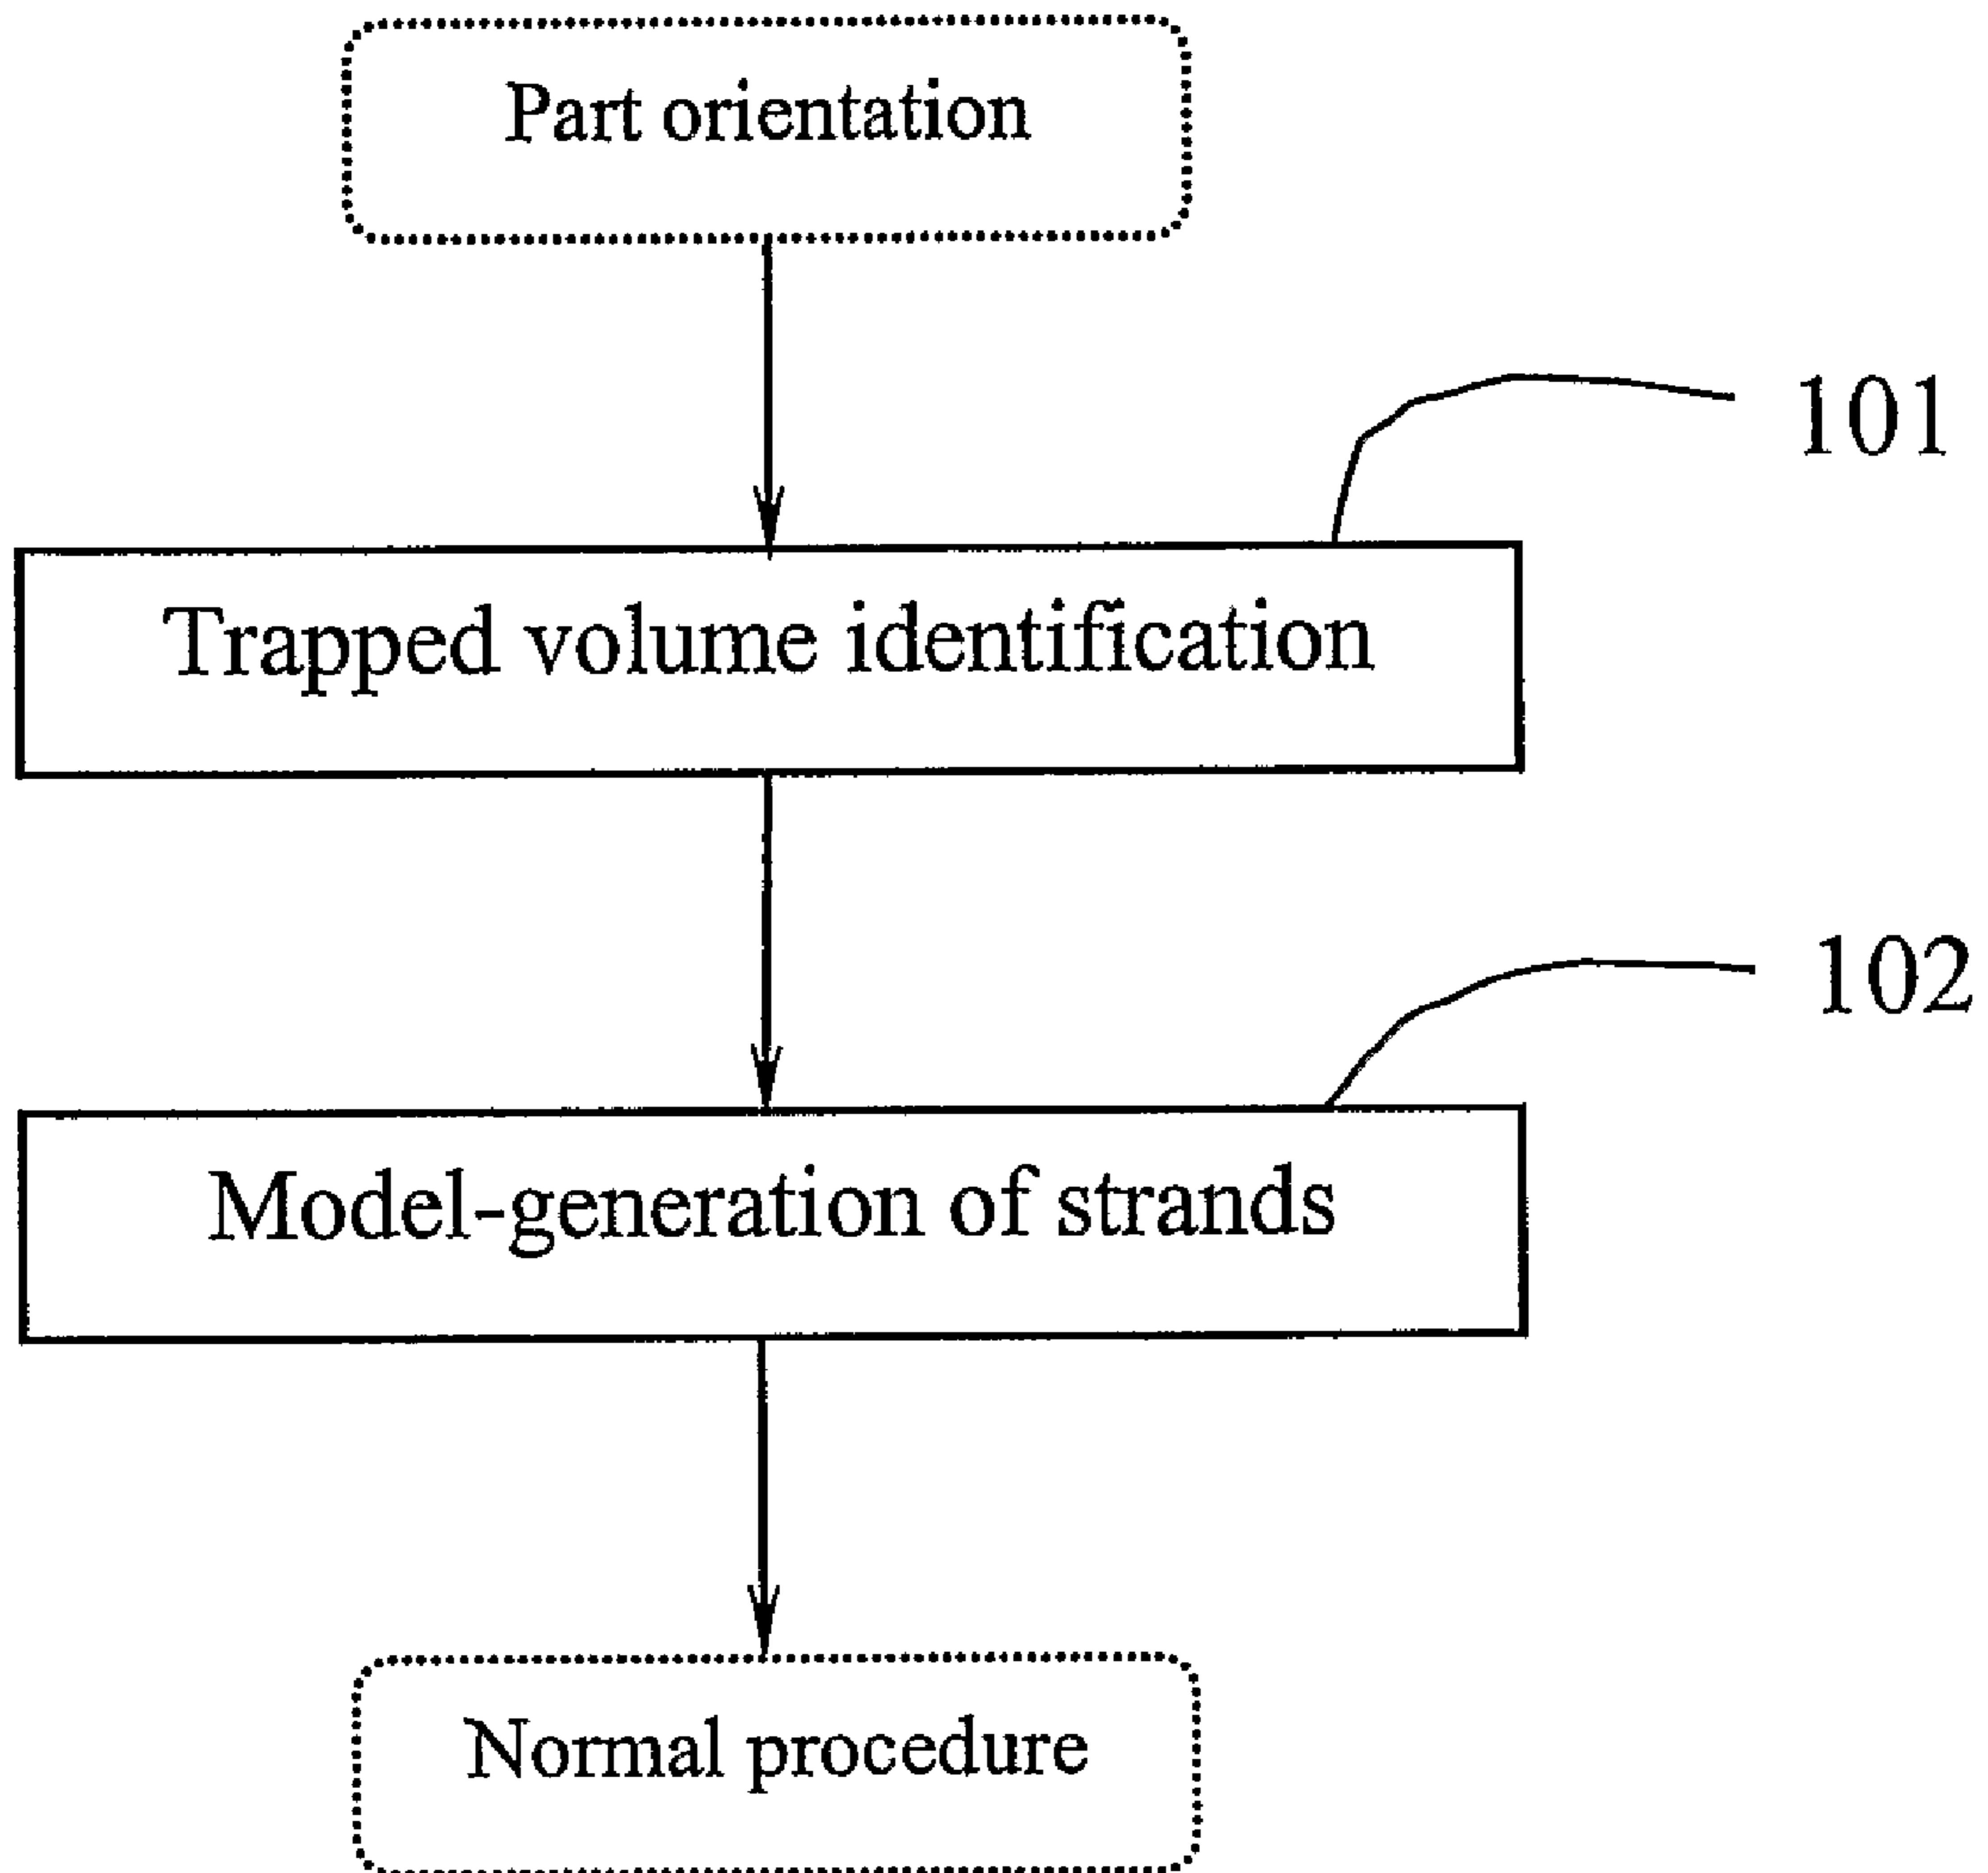 Part orientation
101
Trapped volume identification
102
Model-generation of strands
Normal procedure